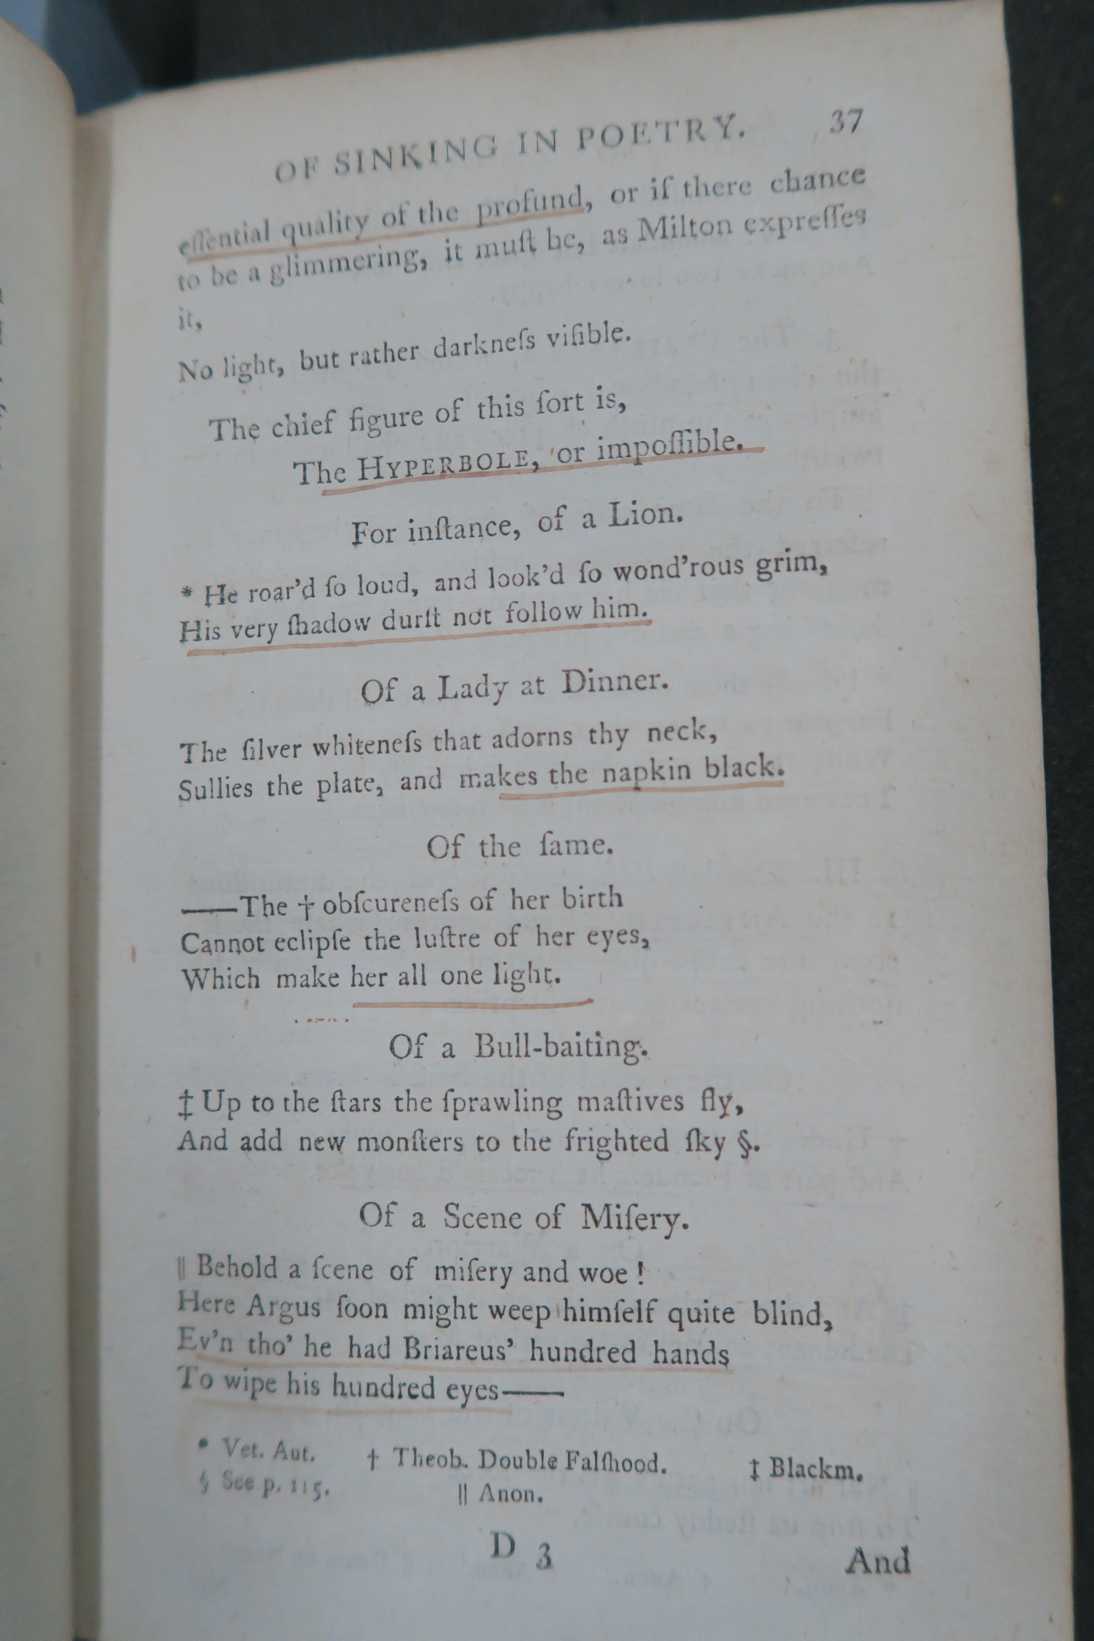 OF SINKING IN POETRY. 37
eſſential quality of the profund, or if there chance
to be a glimmering, it muſt be, as Milton expreſſes
it,
No light, but rather darkneſs viſible.
The chief figure of this ſort is,
The HYPERBOLE, or impoſſible.
For inſtance, of a Lion.
* He roar'd ſo loud, and look'd ſo wond'rous grim,
His very ſhadow durſt not follow him.
Of a Lady at Dinner.
The ſilver whiteneſs that adorns thy neck,
Sullies the plate, and makes the napkin black.
Of the ſame.
——The † obſcureneſs of her birth
Cannot eclipſe the luſtre of her eyes,
Which make her all one light.
Of a Bull-baiting.
‡ Up to the ſtars the ſprawling maſtives fly,
And add new monſters to the frighted ſky §.
Of a Scene of Miſery.
‖ Behold a ſcene of miſery and woe !
Here Argus ſoon might weep himſelf quite blind,
Ev'n tho' he had Briareus' hundred hands
To wipe his hundred eyes——
* Vet. Aut. † Theob. Double Falſhood. ‡ Blackm.
§ See p. 115. ‖ Anon.
D 3 And